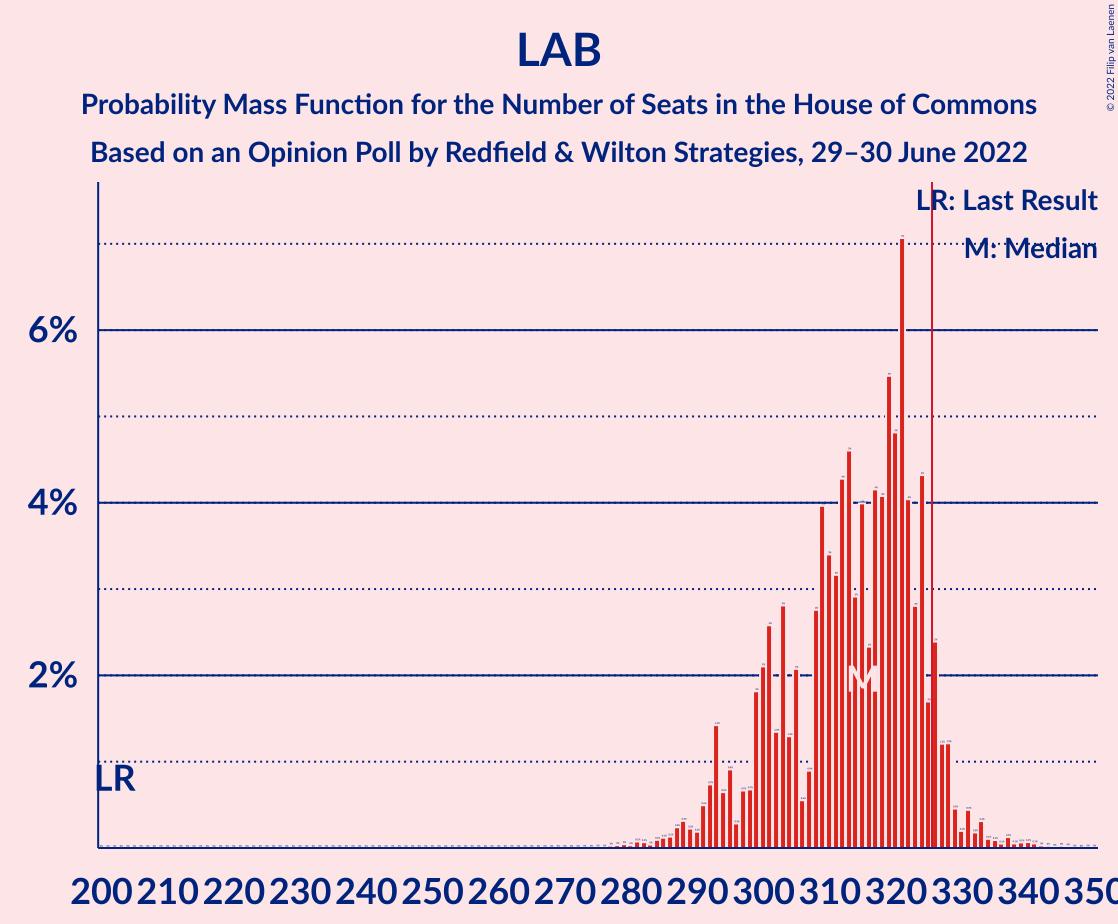 LAB
Probability Mass Function for the Number of Seats in the House of Commons
Based on an Opinion Poll by Redfield & Wilton Strategies, 29–30 June 2022
© 2022 Filip van Laenen
LR: Last Result
M: Median
6%
4%
2%
M
LR
200 210 220 230 240 250 260 270 280 290 300 310 320 330 340 350